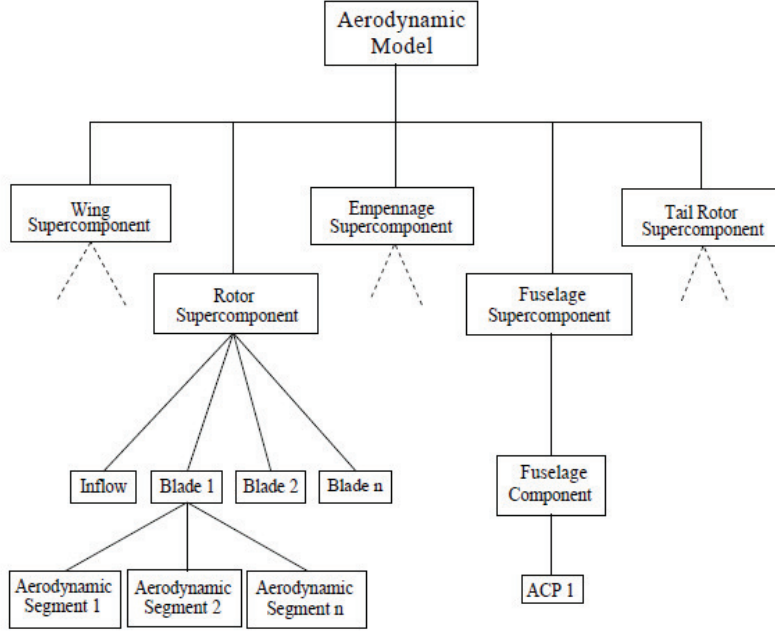 Aerodynamic
Model
Wing
Supercomponent
Empennage
Supercomponent
Tail Rotor
Supercomponent
Rotor
Supercomponent
Fuselage
Supercomponent
Inflow
Blade 1
Blade 2
Blade n
Fuselage
Component
Aerodynamic
Segment 1
Aerodynamic
Segment 2
Aerodynamic
Segment n
ACP 1